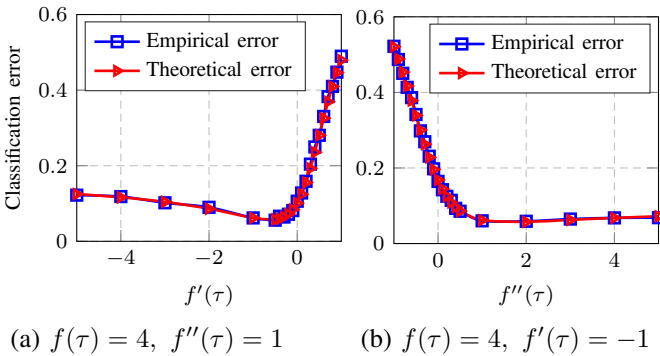 0.6
0.4
0.2
0
Classification error
Empirical error
Theoretical error
−4 −2 0
f′(τ)
(a) f(τ) = 4, f′′(τ) = 1
0.6
0.4
0.2
0
Empirical error
Theoretical error
0 2 4
f′′(τ)
(b) f(τ) = 4, f′(τ) = −1